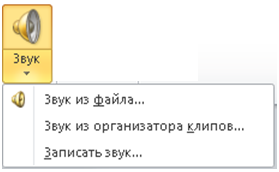 Звук
Звук из файла...
Звук из организатора клипов...
Записать звук...